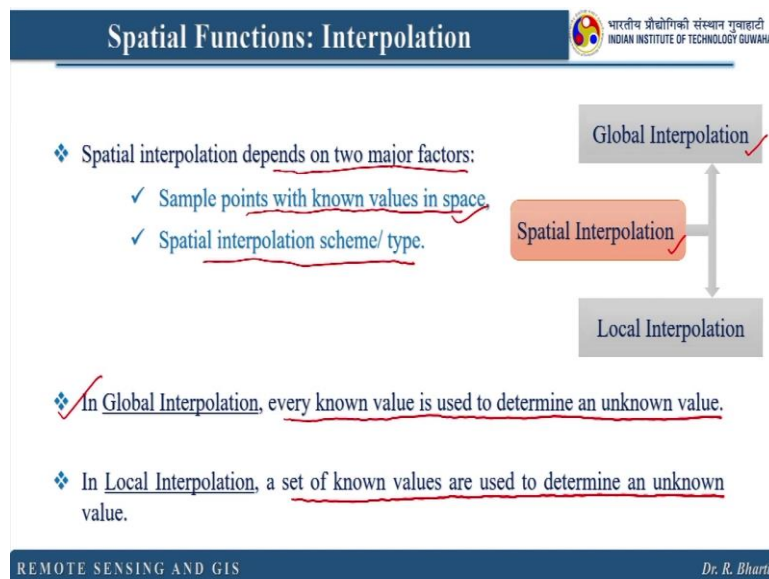 Spatial Functions: Interpolation
भारतीय प्रौद्योगिकी संस्थान गुवाहाटी
INDIAN INSTITUTE OF TECHNOLOGY GUWAHA
❖ Spatial interpolation depends on two major factors:
✓ Sample points with known values in space.
✓ Spatial interpolation scheme/ type.
Global Interpolation
Spatial Interpolation
Local Interpolation
❖ In Global Interpolation, every known value is used to determine an unknown value.
❖ In Local Interpolation, a set of known values are used to determine an unknown
value.
REMOTE SENSING AND GIS
Dr. R. Bharti